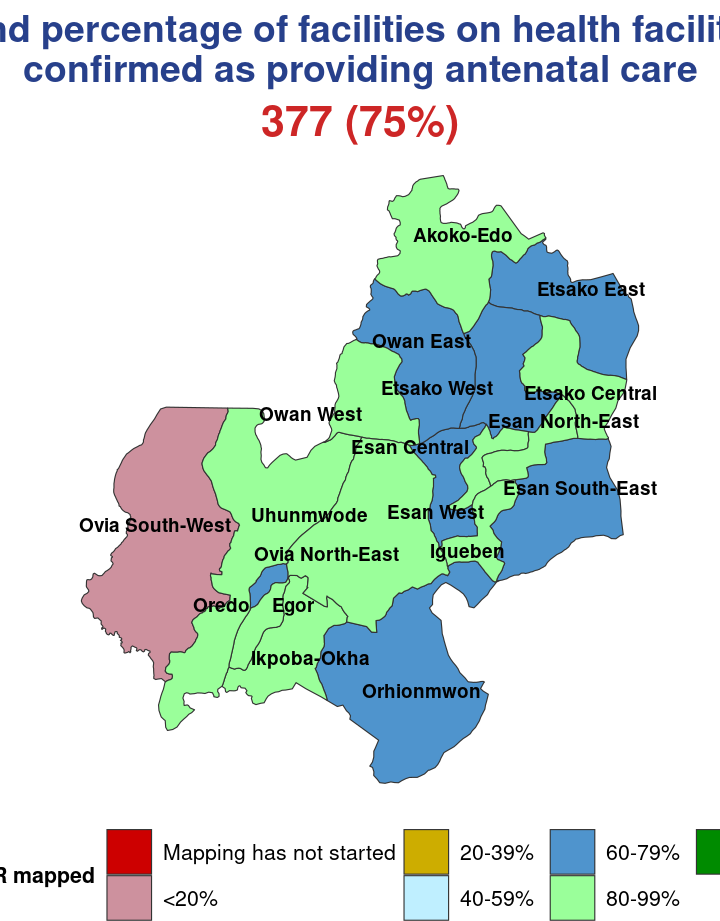 percentage of facilities on health
confirmed as providing antenatal care
377 (75%)
Akoko-Edo
Etsako East
Owan East
Etsako West
Etsako Central
Owan West
Esan North-East
Esan Central
Esan South-East
Esan West
Uhunmwode
Ovia South-West
Igueben
Ovia North-East
Oredo
Egor
Ikpoba-Okha
Orhionmwon
mapped
Mapping has not started
20-39%
60-79%
<20%
40-59%
80-99%